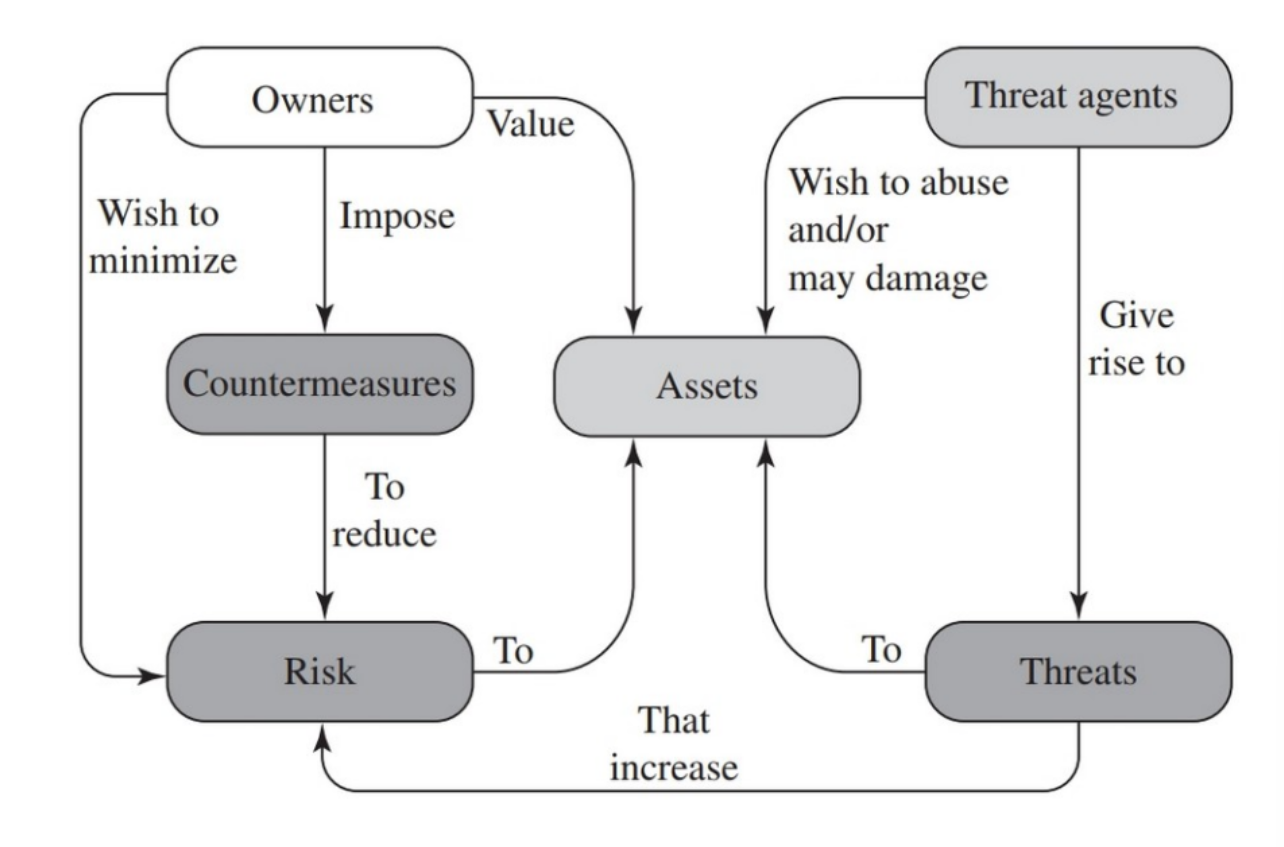 Owners
Threat agents
Value
Wish to abuse
and/or
may damage
Wish to
minimize
Impose
Give
rise to
Countermeasures
Assets
To
reduce
Risk
To
To
Threats
That
increase